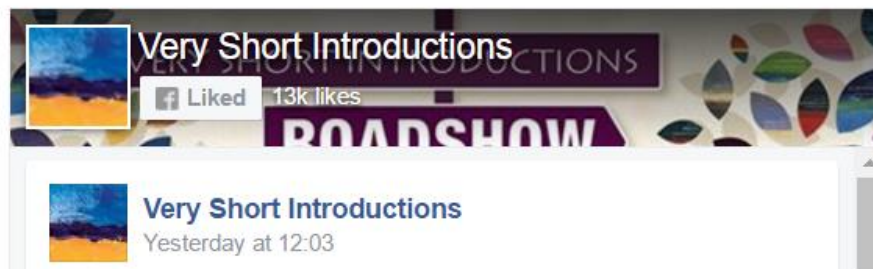 Very Short Introductions
VERY SHORT INTRODUCTIONS
Liked
13k likes
ROADSHOW
Very Short Introductions
Yesterday at 12:03